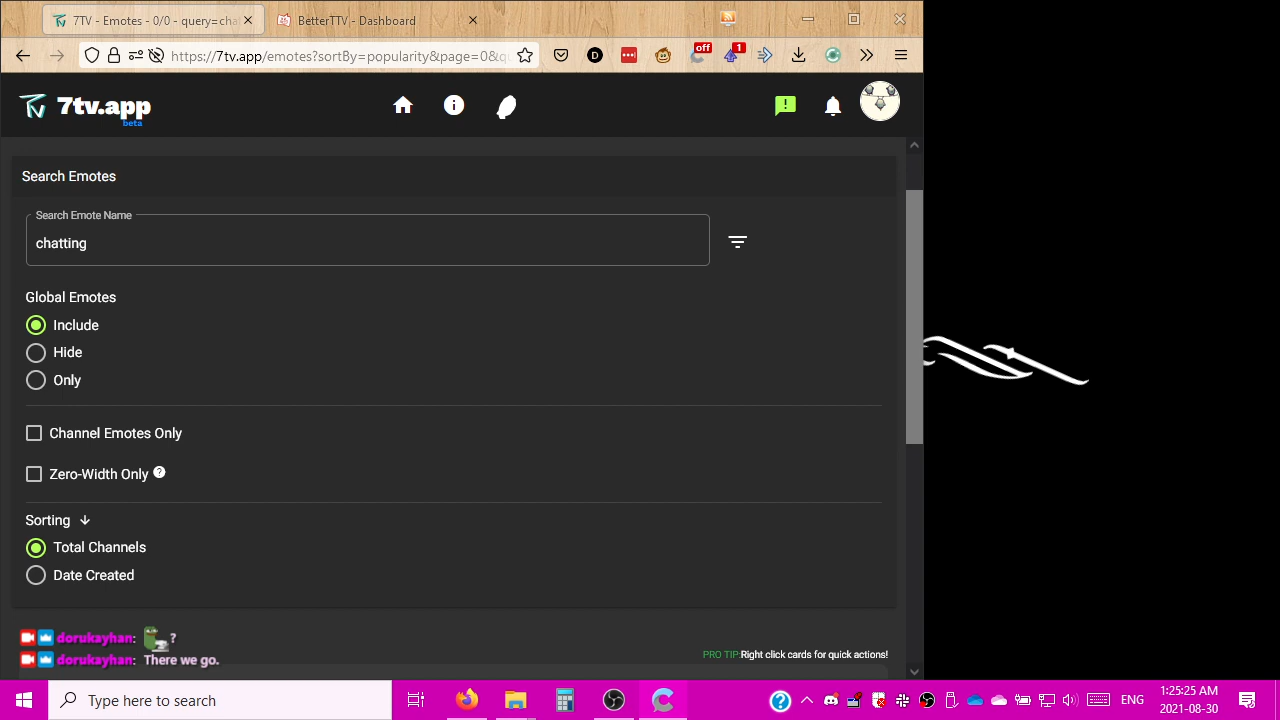 7TV - Emotes - 0/0 - query=cha
BetterTTV - Dashboard
https://7tv.app/emotes?sortBy=popularity&page=0&q
D
off
1
7tv.app
beta
Search Emotes
Search Emote Name
chatting
Global Emotes
Include
Hide
Only
Channel Emotes Only
Zero-Width Only ?
Sorting
Total Channels
Date Created
dorukayhan: ?
dorukayhan: There we go.
PRO TIP:Right click cards for quick actions!
Type here to search
ENG
1:25:25 AM
2021-08-30